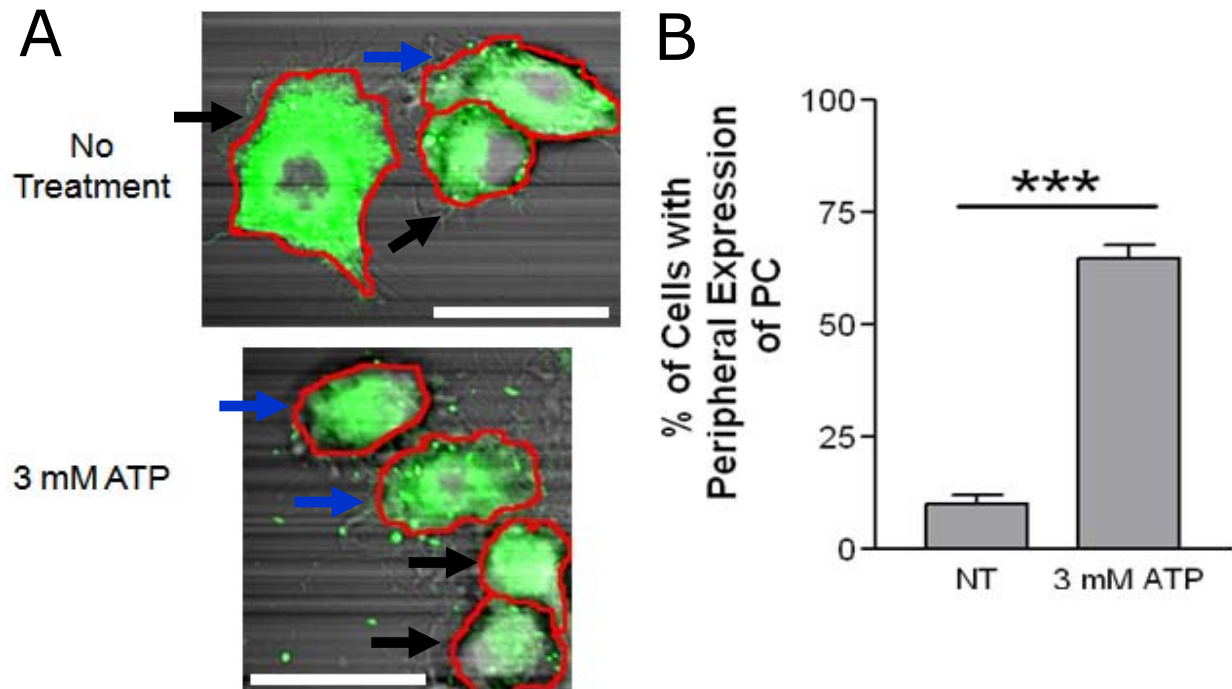 A
No
Treatment
3 mM ATP
B
% of Cells with
Peripheral Expression
of PC
100
75
50
25
0
***
NT
3 mM ATP